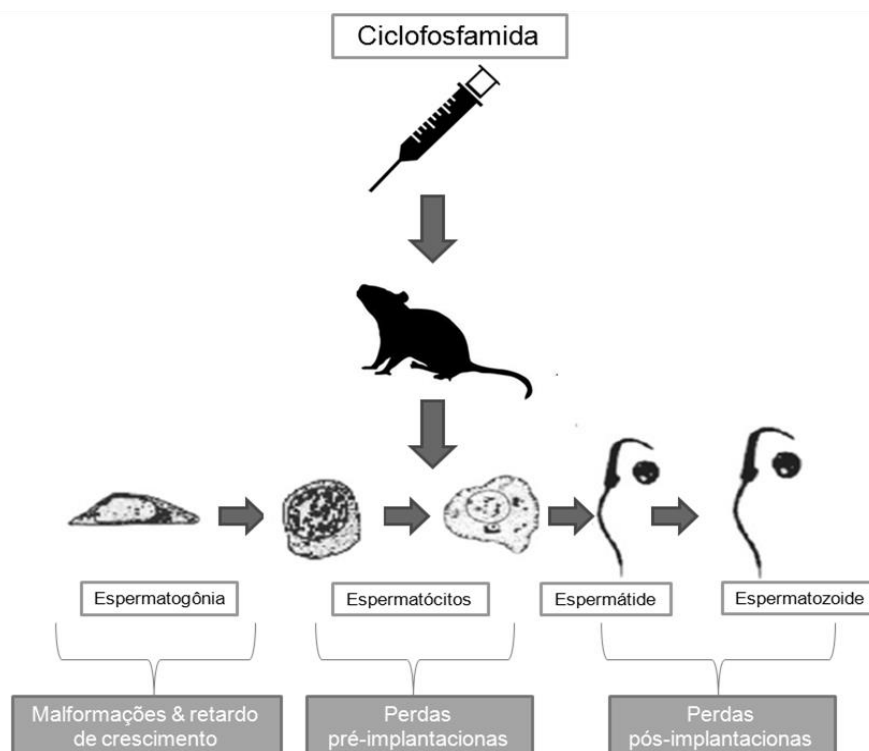 Ciclofosfamida
Espermatogônia
Espermatócitos
Espermátide
Espermatozoide
Malformações & retardo
de crescimento
Perdas
pré-implantacionas
Perdas
pós-implantacionas